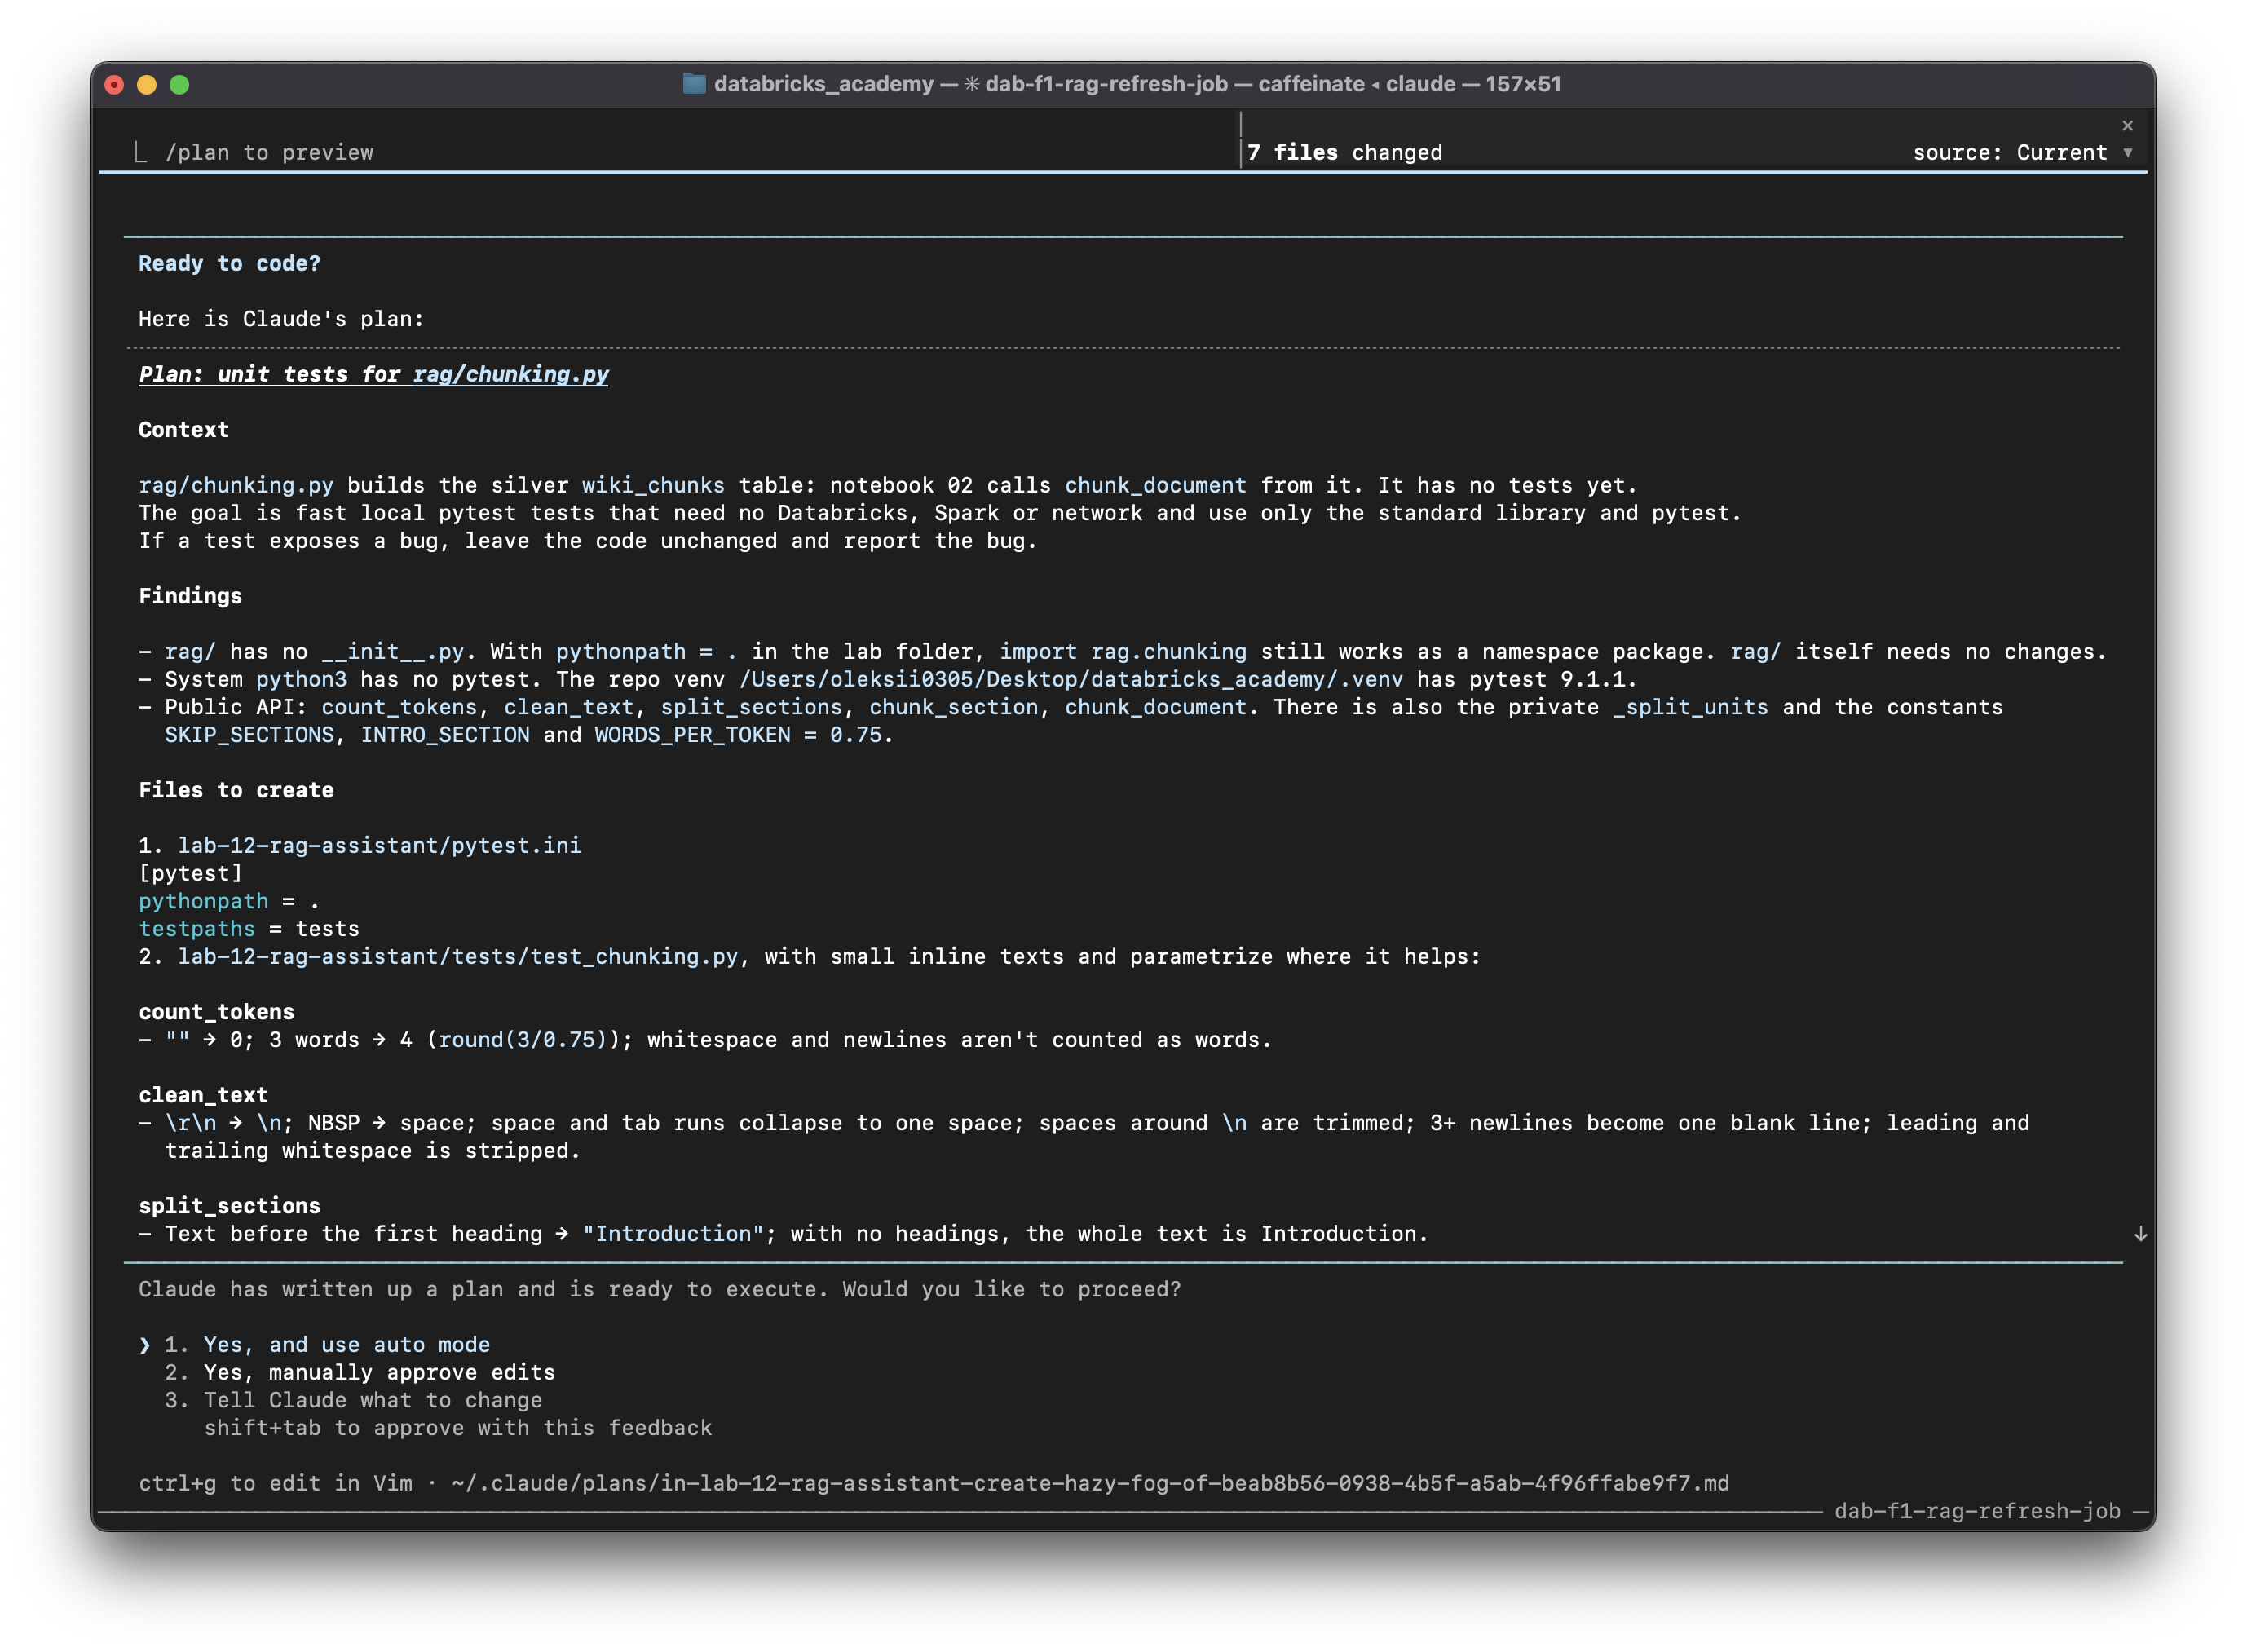 databricks_academy — ✳ dab-f1-rag-refresh-job — caffeinate ◂ claude — 157×51
×
⎿ /plan to preview
7 files changed
source: Current ▼
Ready to code?
Here is Claude's plan:
Plan: unit tests for rag/chunking.py
Context
rag/chunking.py builds the silver wiki_chunks table: notebook 02 calls chunk_document from it. It has no tests yet.
The goal is fast local pytest tests that need no Databricks, Spark or network and use only the standard library and pytest.
If a test exposes a bug, leave the code unchanged and report the bug.
Findings
– rag/ has no __init__.py. With pythonpath = . in the lab folder, import rag.chunking still works as a namespace package. rag/ itself needs no changes.
– System python3 has no pytest. The repo venv /Users/oleksii0305/Desktop/databricks_academy/.venv has pytest 9.1.1.
– Public API: count_tokens, clean_text, split_sections, chunk_section, chunk_document. There is also the private _split_units and the constants
SKIP_SECTIONS, INTRO_SECTION and WORDS_PER_TOKEN = 0.75.
Files to create
1. lab-12-rag-assistant/pytest.ini
[pytest]
pythonpath = .
testpaths = tests
2. lab-12-rag-assistant/tests/test_chunking.py, with small inline texts and parametrize where it helps:
count_tokens
– "" → 0; 3 words → 4 (round(3/0.75)); whitespace and newlines aren't counted as words.
clean_text
– \r\n → \n; NBSP → space; space and tab runs collapse to one space; spaces around \n are trimmed; 3+ newlines become one blank line; leading and
trailing whitespace is stripped.
split_sections
– Text before the first heading → "Introduction"; with no headings, the whole text is Introduction.
↓
Claude has written up a plan and is ready to execute. Would you like to proceed?
❯ 1. Yes, and use auto mode
2. Yes, manually approve edits
3. Tell Claude what to change
shift+tab to approve with this feedback
ctrl+g to edit in Vim · ~/.claude/plans/in-lab-12-rag-assistant-create-hazy-fog-of-beab8b56-0938-4b5f-a5ab-4f96ffabe9f7.md
dab-f1-rag-refresh-job